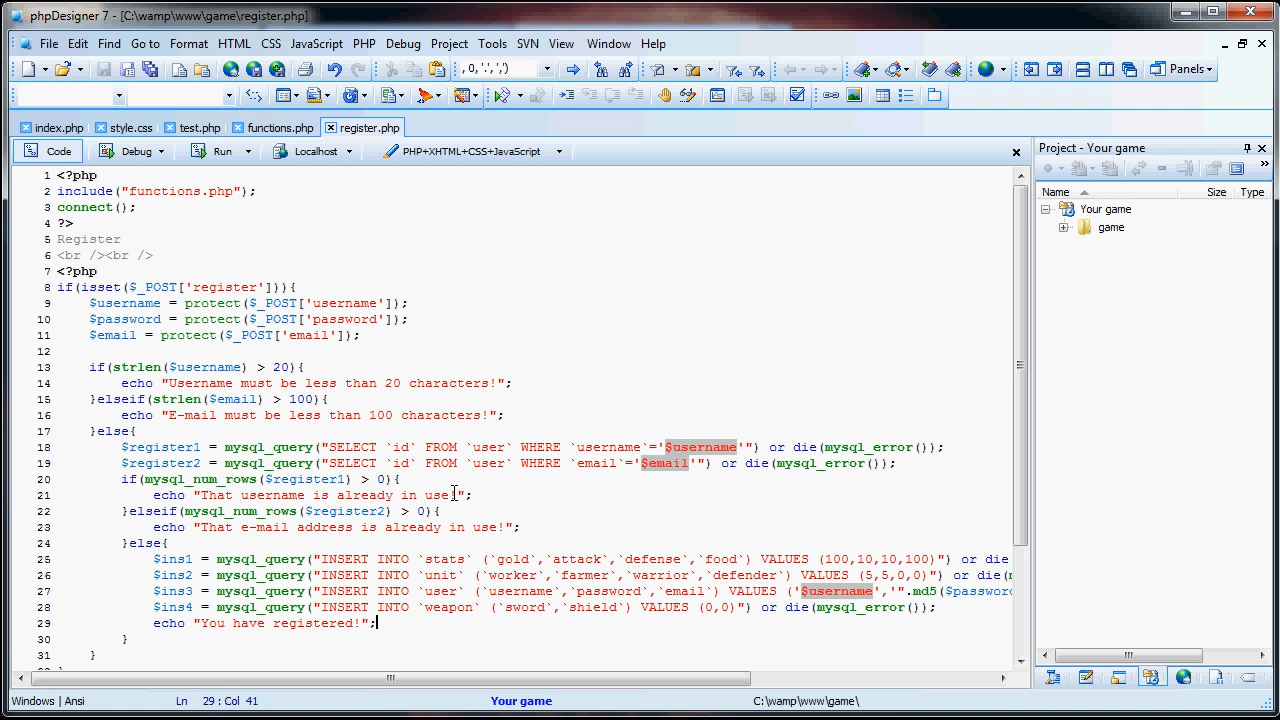 phpDesigner 7 - [C:\wamp\www\game\register.php]
File Edit Find Go to Format HTML CSS JavaScript PHP Debug Project Tools SVN View Window Help
, 0,'.',',')
Panels
index.php style.css test.php functions.php register.php
Code Debug Run Localhost PHP+XHTML+CSS+JavaScript
Project - Your game
Name Size Type
Your game
game
1 <?php
2 include("functions.php");
3 connect();
4 ?>
5 Register
6 <br /><br />
7 <?php
8 if(isset($_POST['register'])){
9 $username = protect($_POST['username']);
10 $password = protect($_POST['password']);
11 $email = protect($_POST['email']);
12
13 if(strlen($username) > 20){
14 echo "Username must be less than 20 characters!";
15 }elseif(strlen($email) > 100){
16 echo "E-mail must be less than 100 characters!";
17 }else{
18 $register1 = mysql_query("SELECT `id` FROM `user` WHERE `username`='$username'") or die(mysql_error());
19 $register2 = mysql_query("SELECT `id` FROM `user` WHERE `email`='$email'") or die(mysql_error());
20 if(mysql_num_rows($register1) > 0){
21 echo "That username is already in use!";
22 }elseif(mysql_num_rows($register2) > 0){
23 echo "That e-mail address is already in use!";
24 }else{
25 $ins1 = mysql_query("INSERT INTO `stats` (`gold`,`attack`,`defense`,`food`) VALUES (100,10,10,100)") or die
26 $ins2 = mysql_query("INSERT INTO `unit` (`worker`,`farmer`,`warrior`,`defender`) VALUES (5,5,0,0)") or die(
27 $ins3 = mysql_query("INSERT INTO `user` (`username`,`password`,`email`) VALUES ('$username','".md5($password
28 $ins4 = mysql_query("INSERT INTO `weapon` (`sword`,`shield`) VALUES (0,0)") or die(mysql_error());
29 echo "You have registered!";
30 }
31 }
Windows | Ansi Ln 29 : Col 41 Your game C:\wamp\www\game\